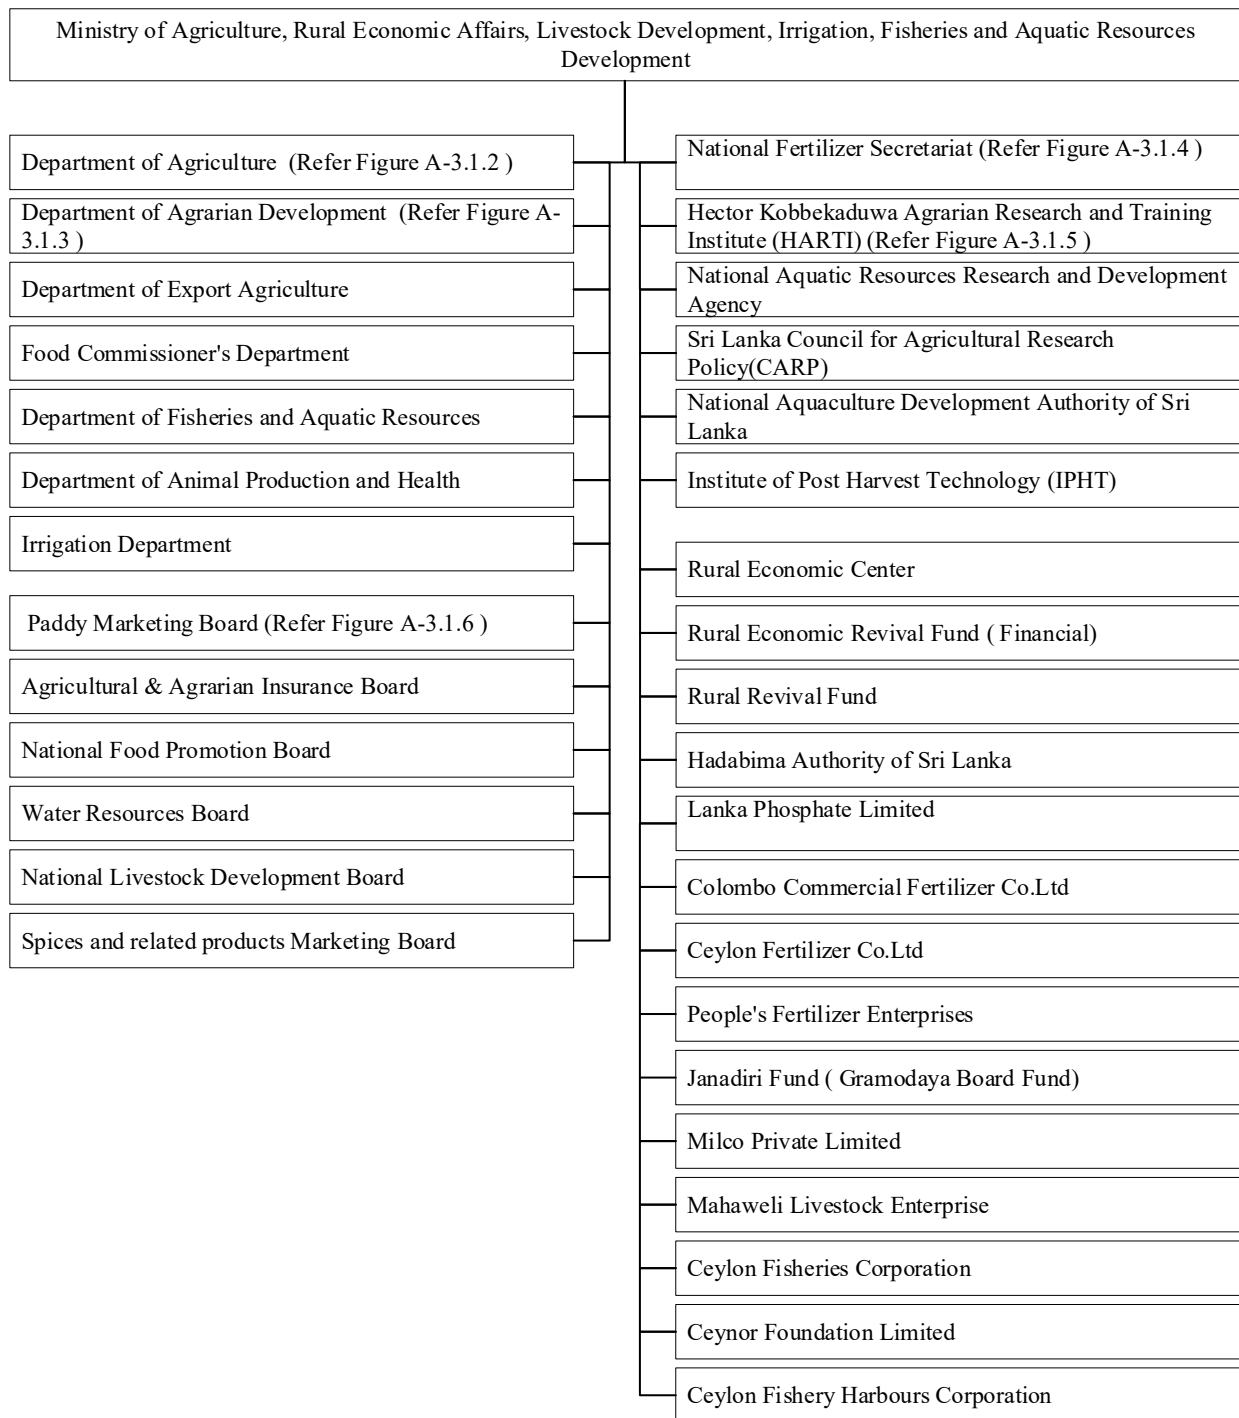 Ministry of Agriculture, Rural Economic Affairs, Livestock Development, Irrigation, Fisheries and Aquatic Resources
Development
Department of Agriculture (Refer Figure A-3.1.2 )
Department of Agrarian Development (Refer Figure A-
3.1.3 )
Department of Export Agriculture
Food Commissioner's Department
Department of Fisheries and Aquatic Resources
Department of Animal Production and Health
Irrigation Department
Paddy Marketing Board (Refer Figure A-3.1.6 )
Agricultural & Agrarian Insurance Board
National Food Promotion Board
Water Resources Board
National Livestock Development Board
Spices and related products Marketing Board
National Fertilizer Secretariat (Refer Figure A-3.1.4 )
Hector Kobbekaduwa Agrarian Research and Training
Institute (HARTI) (Refer Figure A-3.1.5 )
National Aquatic Resources Research and Development
Agency
Sri Lanka Council for Agricultural Research
Policy(CARP)
National Aquaculture Development Authority of Sri
Lanka
Institute of Post Harvest Technology (IPHT)
Rural Economic Center
Rural Economic Revival Fund ( Financial)
Rural Revival Fund
Hadabima Authority of Sri Lanka
Lanka Phosphate Limited
Colombo Commercial Fertilizer Co.Ltd
Ceylon Fertilizer Co.Ltd
People's Fertilizer Enterprises
Janadiri Fund ( Gramodaya Board Fund)
Milco Private Limited
Mahaweli Livestock Enterprise
Ceylon Fisheries Corporation
Ceynor Foundation Limited
Ceylon Fishery Harbours Corporation